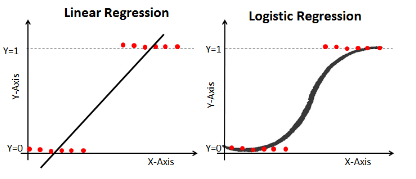 Linear Regression
Y=1
Y-Axis
Y=0
X-Axis
Logistic Regression
Y=1
Y-Axis
Y=0
X-Axis